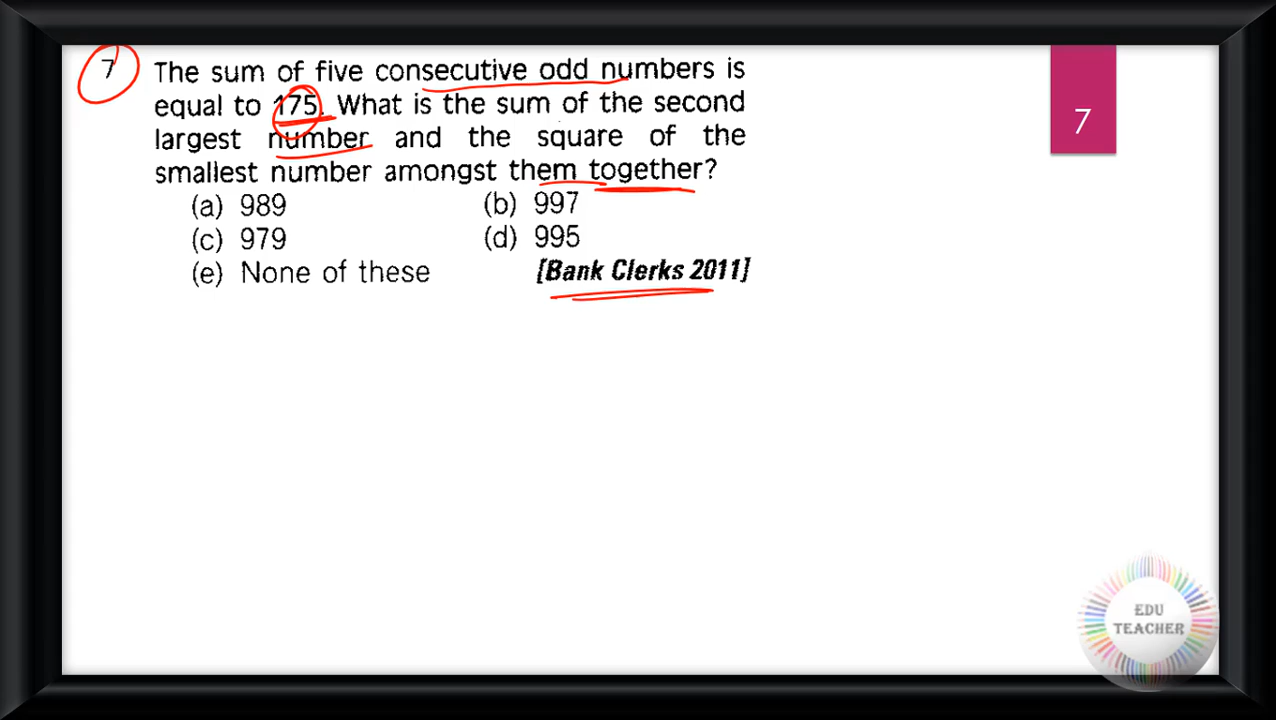 7 The sum of five consecutive odd numbers is
equal to 175. What is the sum of the second
largest number and the square of the
smallest number amongst them together?
(a) 989 (b) 997
(c) 979 (d) 995
(e) None of these [Bank Clerks 2011]
7
EDU
TEACHER